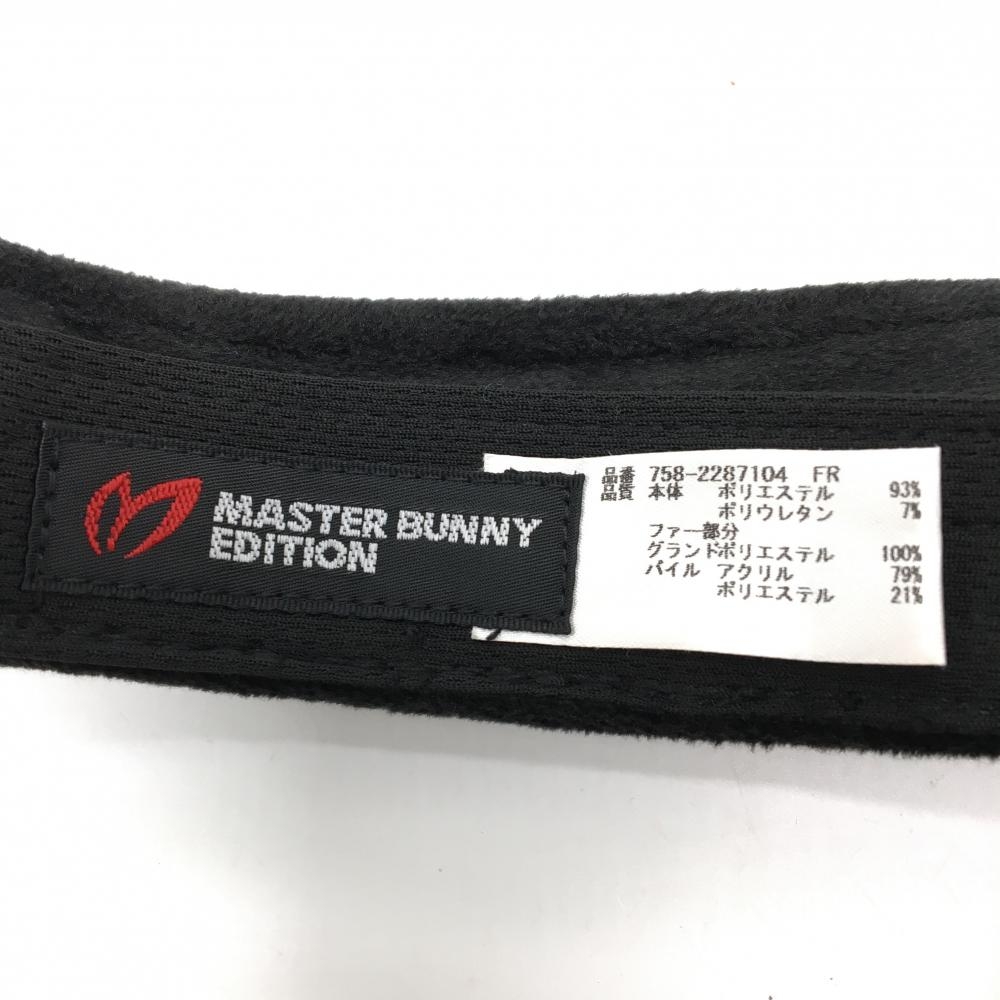 MASTER BUNNY
EDITION
品番 758-2287104 FR
品質 本体 ポリエステル 93%
ポリウレタン 7%
ファー部分
グランドポリエステル 100%
パイル アクリル 79%
ポリエステル 21%